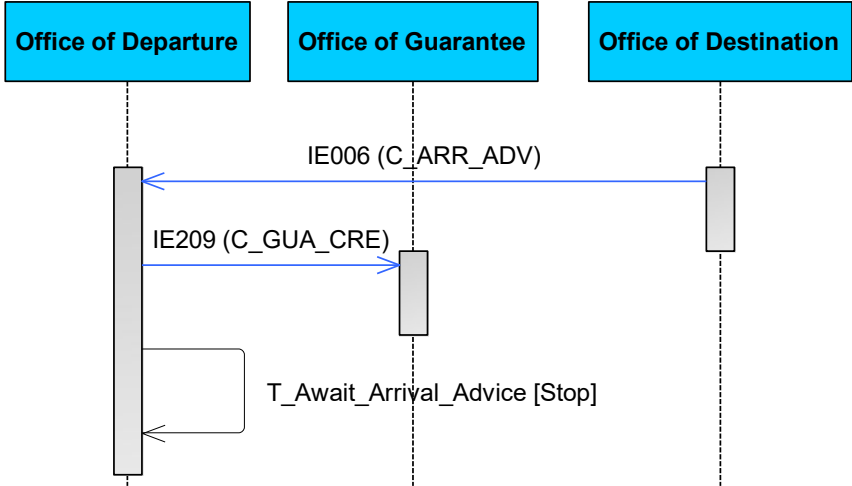 Office of Departure
Office of Guarantee
Office of Destination
IE006 (C_ARR_ADV)
IE209 (C_GUA_CRE)
T_Await_Arrival_Advice [Stop]